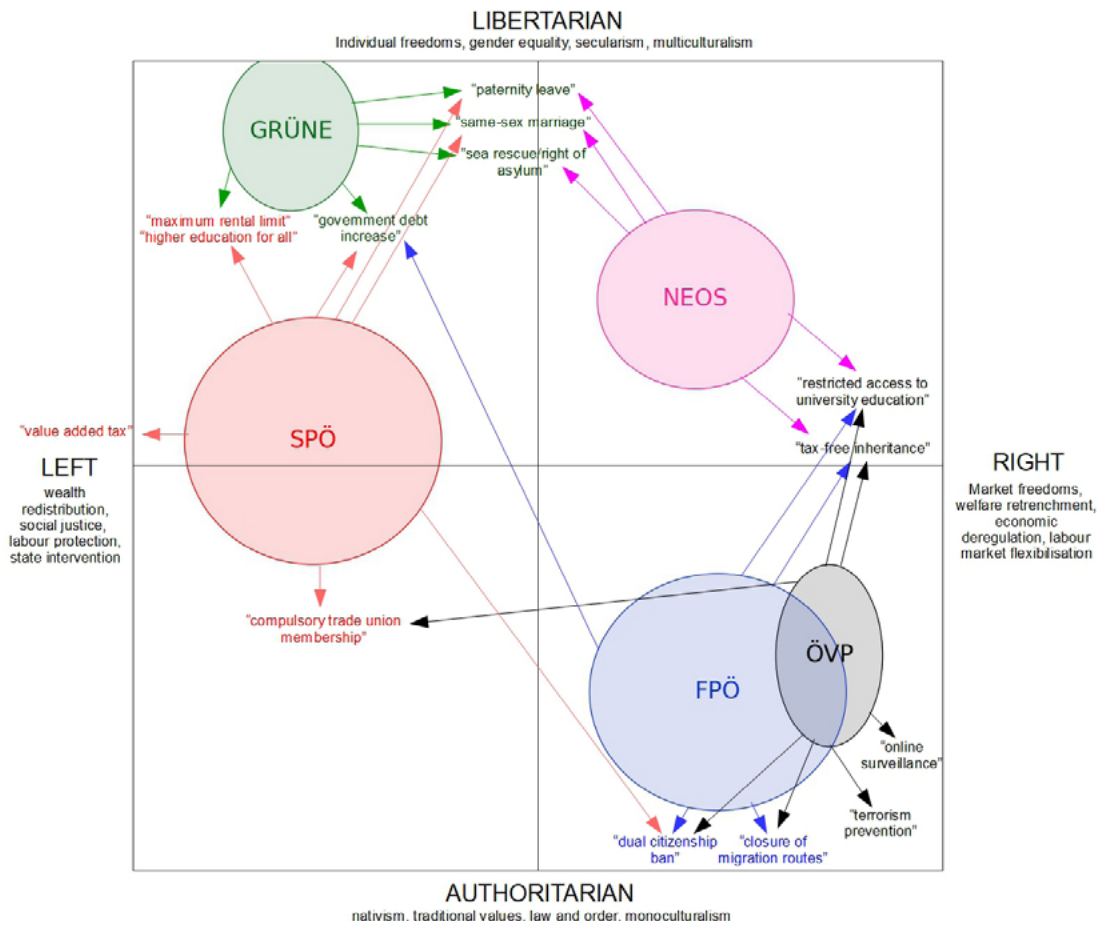 LIBERTARIAN
Individual freedoms, gender equality, secularism, multiculturalism
"paternity leave"
GRÜNE
"same-sex marriage"
"sea rescue/right of
asylum"
"maximum rental limit"
"higher education for all"
"government debt
increase"
NEOS
"restricted access to
university education"
"value added tax"
SPÖ
"tax-free inheritance"
LEFT
wealth
redistribution,
social justice,
labour protection,
state intervention
RIGHT
Market freedoms,
welfare retrenchment,
economic
deregulation, labour
market flexibilisation
"compulsory trade union
membership"
ÖVP
FPÖ
"online
surveillance"
"terrorism
prevention"
"dual citizenship
ban"
"closure of
migration routes"
AUTHORITARIAN
nativism. traditional values. law and order. monoculturalism